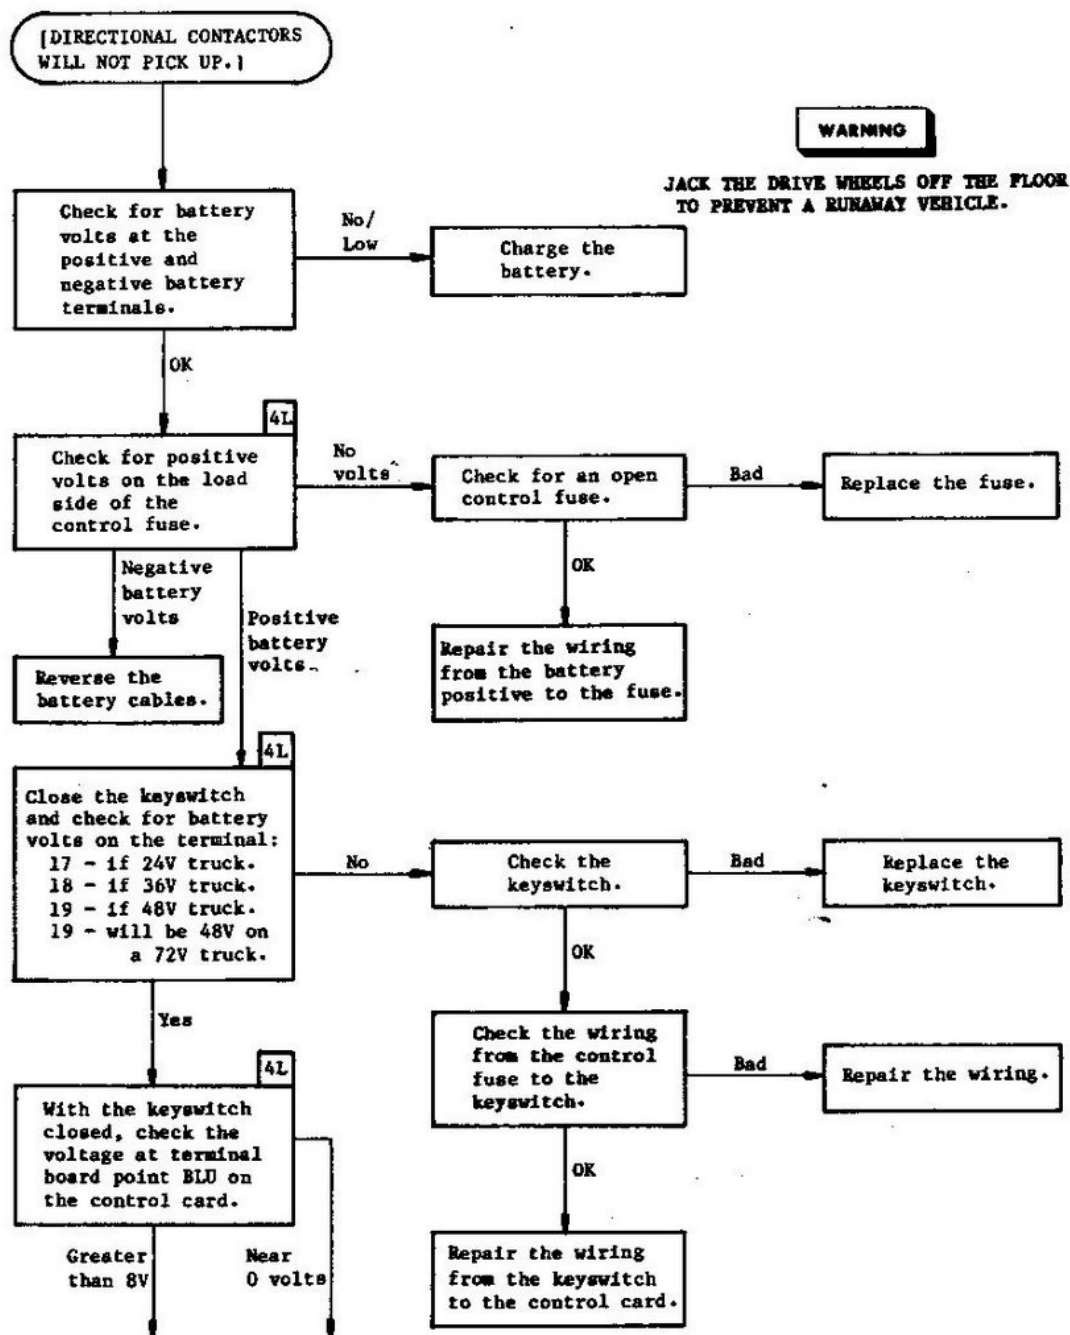 [DIRECTIONAL CONTACTORS
WILL NOT PICK UP.]
WARNING
JACK THE DRIVE WHEELS OFF THE FLOOR
TO PREVENT A RUNAWAY VEHICLE.
Check for battery
volts at the
positive and
negative battery
terminals.
No/
Low
Charge the
battery.
OK
4L
Check for positive
volts on the load
side of the
control fuse.
No
volts
Check for an open
control fuse.
Bad
Replace the fuse.
Negative
battery
volts
Positive
battery
volts.
OK
Reverse the
battery cables.
Repair the wiring
from the battery
positive to the fuse.
4L
Close the keyswitch
and check for battery
volts on the terminal:
17 - if 24V truck.
18 - if 36V truck.
19 - if 48V truck.
19 - will be 48V on
a 72V truck.
No
Check the
keyswitch.
Bad
Replace the
keyswitch.
OK
Yes
Check the wiring
from the control
fuse to the
keyswitch.
Bad
Repair the wiring.
4L
With the keyswitch
closed, check the
voltage at terminal
board point BLU on
the control card.
OK
Greater
than 8V
Near
0 volts
Repair the wiring
from the keyswitch
to the control card.